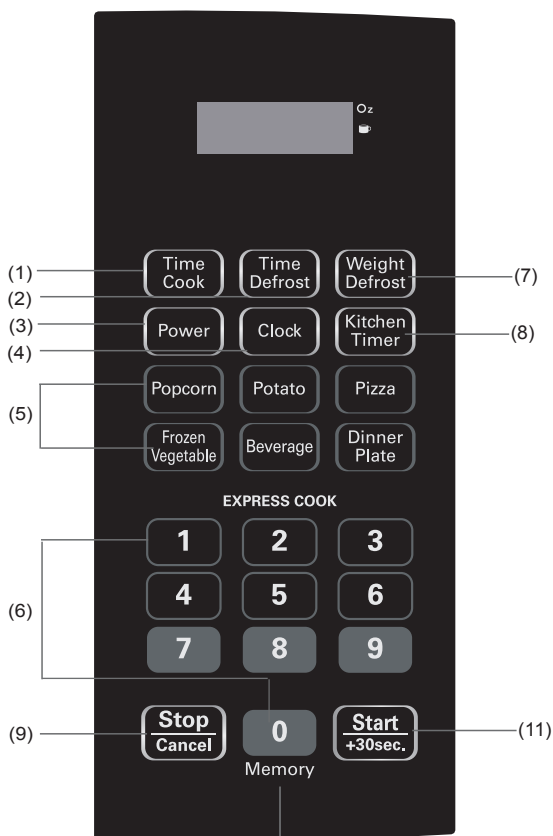 Oz
(1)
Time
Cook
(2)
Time
Defrost
Weight
Defrost
(7)
(3)
Power
(4)
Clock
Kitchen
Timer
(8)
(5)
Popcorn
Potato
Pizza
Frozen
Vegetable
Beverage
Dinner
Plate
EXPRESS COOK
1
2
3
(6)
4
5
6
7
8
9
(9)
Stop
Cancel
0
Memory
Start
+30sec.
(11)